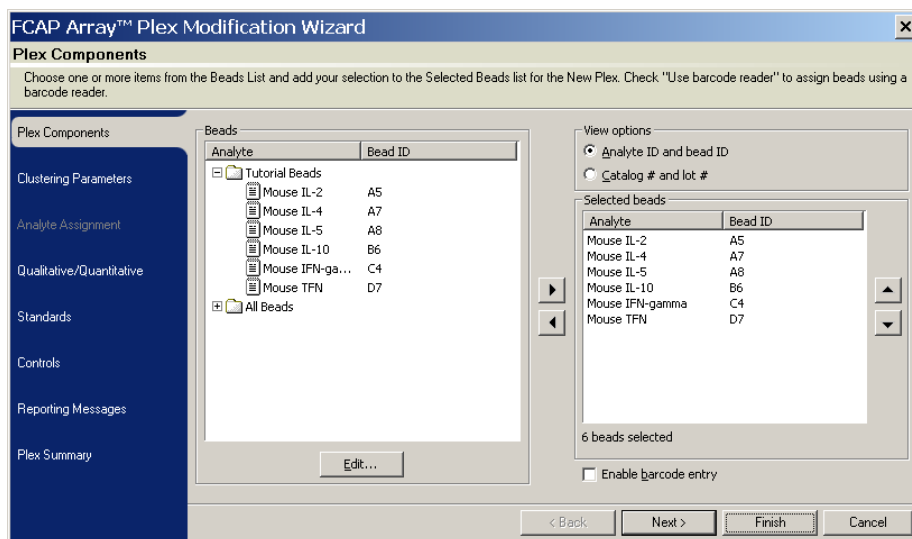 FCAP Array™ Plex Modification Wizard
Plex Components
Choose one or more items from the Beads List and add your selection to the Selected Beads list for the New Plex. Check "Use barcode reader" to assign beads using a
barcode reader.
Plex Components
Clustering Parameters
Analyte Assignment
Qualitative/Quantitative
Standards
Controls
Reporting Messages
Plex Summary
Beads
Analyte Bead ID
Tutorial Beads
Mouse IL-2 A5
Mouse IL-4 A7
Mouse IL-5 A8
Mouse IL-10 B6
Mouse IFN-ga... C4
Mouse TFN D7
All Beads
Edit...
View options
Analyte ID and bead ID
Catalog # and lot #
Selected beads
Analyte Bead ID
Mouse IL-2 A5
Mouse IL-4 A7
Mouse IL-5 A8
Mouse IL-10 B6
Mouse IFN-gamma C4
Mouse TFN D7
6 beads selected
Enable barcode entry
< Back Next > Finish Cancel